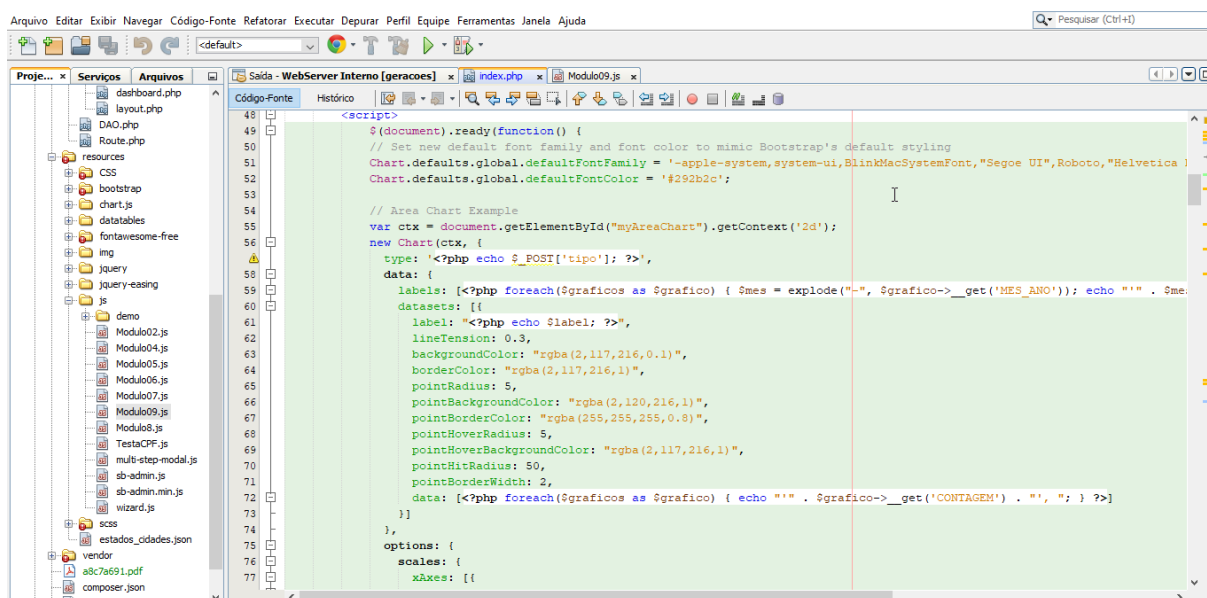 Arquivo Editar Exibir Navegar Código-Fonte Refatorar Executar Depurar Perfil Equipe Ferramentas Janela Ajuda
Pesquisar (Ctrl+I)
<default>
Proje... × Serviços Arquivos
Saída - WebServer Interno [geracoes] × index.php × Modulo09.js ×
Código-Fonte Histórico
dashboard.php
layout.php
DAO.php
Route.php
resources
CSS
bootstrap
chart.js
datatables
fontawesome-free
img
jquery
jquery-easing
js
demo
Modulo02.js
Modulo04.js
Modulo05.js
Modulo06.js
Modulo07.js
Modulo09.js
Modulo8.js
TestaCPF.js
multi-step-modal.js
sb-admin.js
sb-admin.min.js
wizard.js
scss
estados_cidades.json
vendor
a8c7a691.pdf
composer.json
48 <script>
49 $(document).ready(function() {
50 // Set new default font family and font color to mimic Bootstrap's default styling
51 Chart.defaults.global.defaultFontFamily = '-apple-system,system-ui,BlinkMacSystemFont,"Segoe UI",Roboto,"Helvetica
52 Chart.defaults.global.defaultFontColor = '#292b2c';
53
54 // Area Chart Example
55 var ctx = document.getElementById("myAreaChart").getContext('2d');
56 new Chart(ctx, {
type: '<?php echo $_POST['tipo']; ?>',
58 data: {
59 labels: [<?php foreach($graficos as $grafico) { $mes = explode("-", $grafico->__get('MES_ANO')); echo "'" . $me
60 datasets: [{
61 label: "<?php echo $label; ?>",
62 lineTension: 0.3,
63 backgroundColor: "rgba(2,117,216,0.1)",
64 borderColor: "rgba(2,117,216,1)",
65 pointRadius: 5,
66 pointBackgroundColor: "rgba(2,120,216,1)",
67 pointBorderColor: "rgba(255,255,255,0.8)",
68 pointHoverRadius: 5,
69 pointHoverBackgroundColor: "rgba(2,117,216,1)",
70 pointHitRadius: 50,
71 pointBorderWidth: 2,
72 data: [<?php foreach($graficos as $grafico) { echo "'" . $grafico->__get('CONTAGEM') . "', "; } ?>]
73 }]
74 },
75 options: {
76 scales: {
77 xAxes: [{